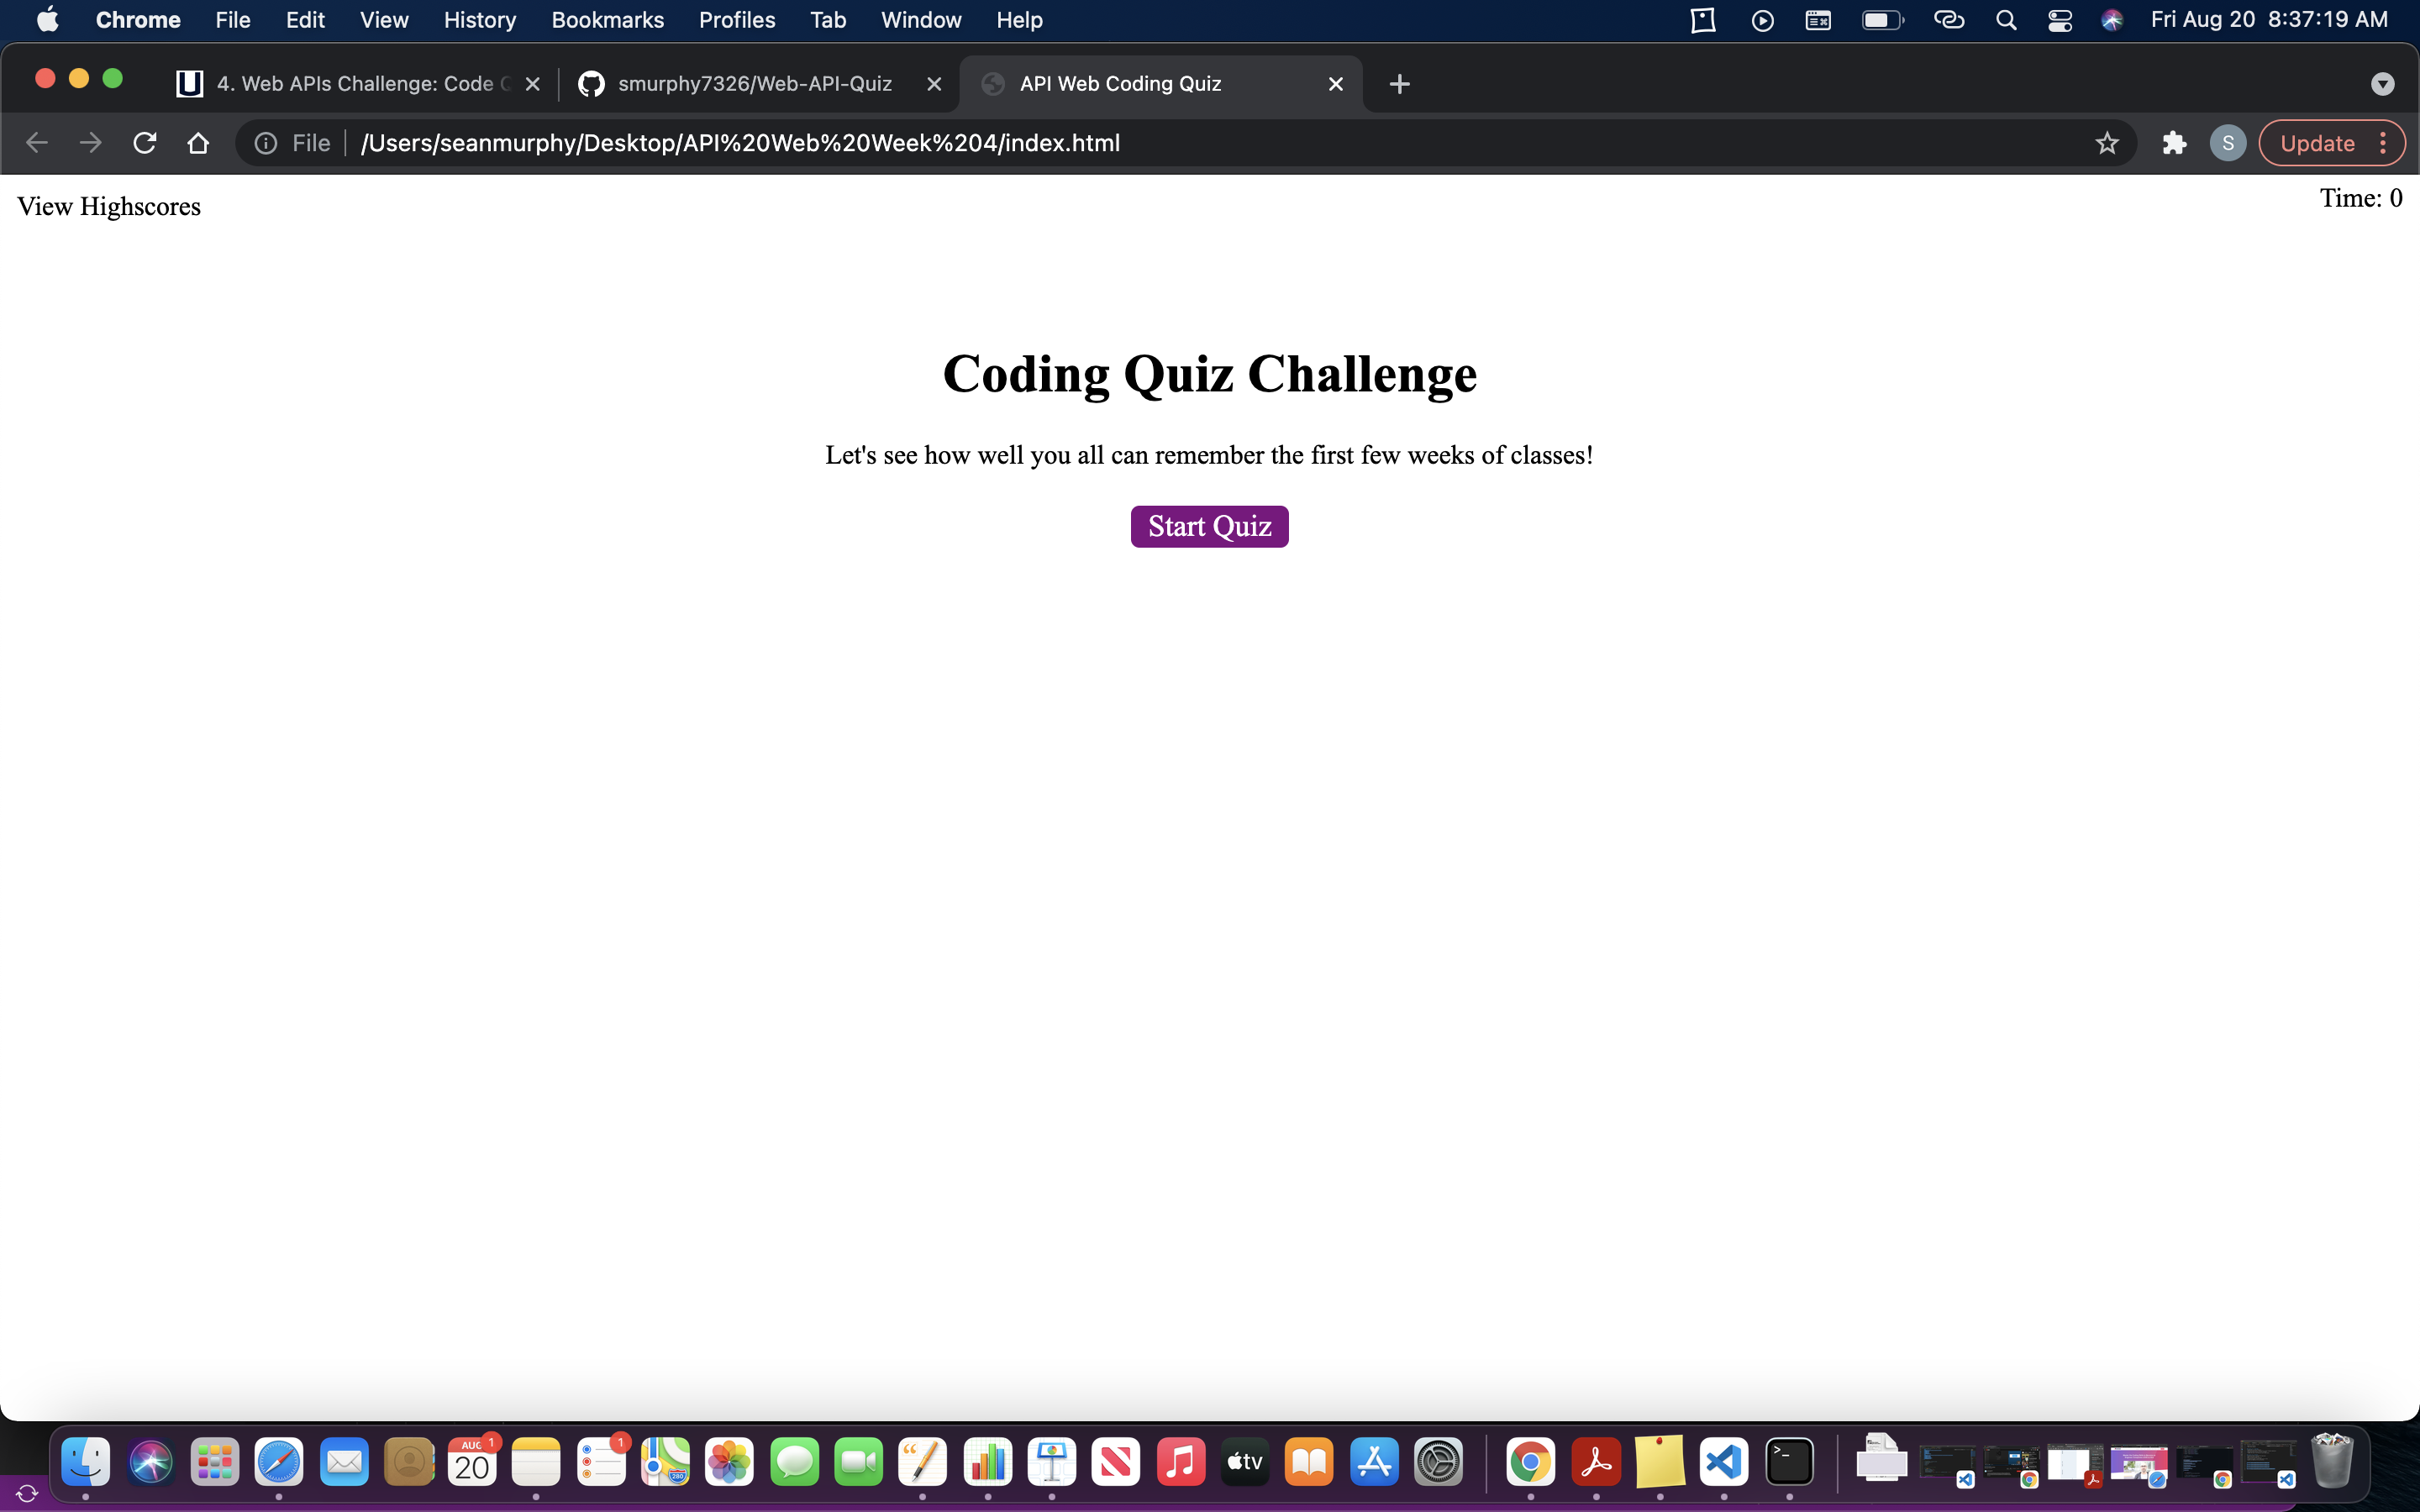 Chrome File Edit View History Bookmarks Profiles Tab Window Help Fri Aug 20 8:37:19 AM
4. Web APIs Challenge: Code smurphy7326/Web-API-Quiz API Web Coding Quiz
File /Users/seanmurphy/Desktop/API%20Web%20Week%204/index.html S Update
View Highscores
Time: 0
Coding Quiz Challenge
Let's see how well you all can remember the first few weeks of classes!
Start Quiz
AUG 1
20
1
280
tv